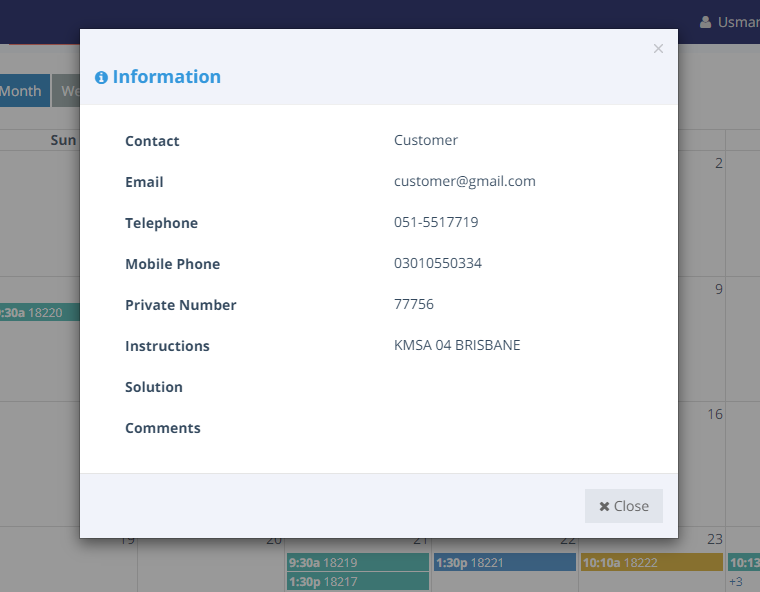 Usmar
×
Information
Month
We
Sun
Contact Customer
2
Email customer@gmail.com
Telephone 051-5517719
Mobile Phone 03010550334
9
Private Number 77756
:30a 18220
Instructions KMSA 04 BRISBANE
Solution
16
Comments
Close
19 20 21 22 23
9:30a 18219
1:30p 18221
10:10a 18222
10:13
1:30p 18217
+3